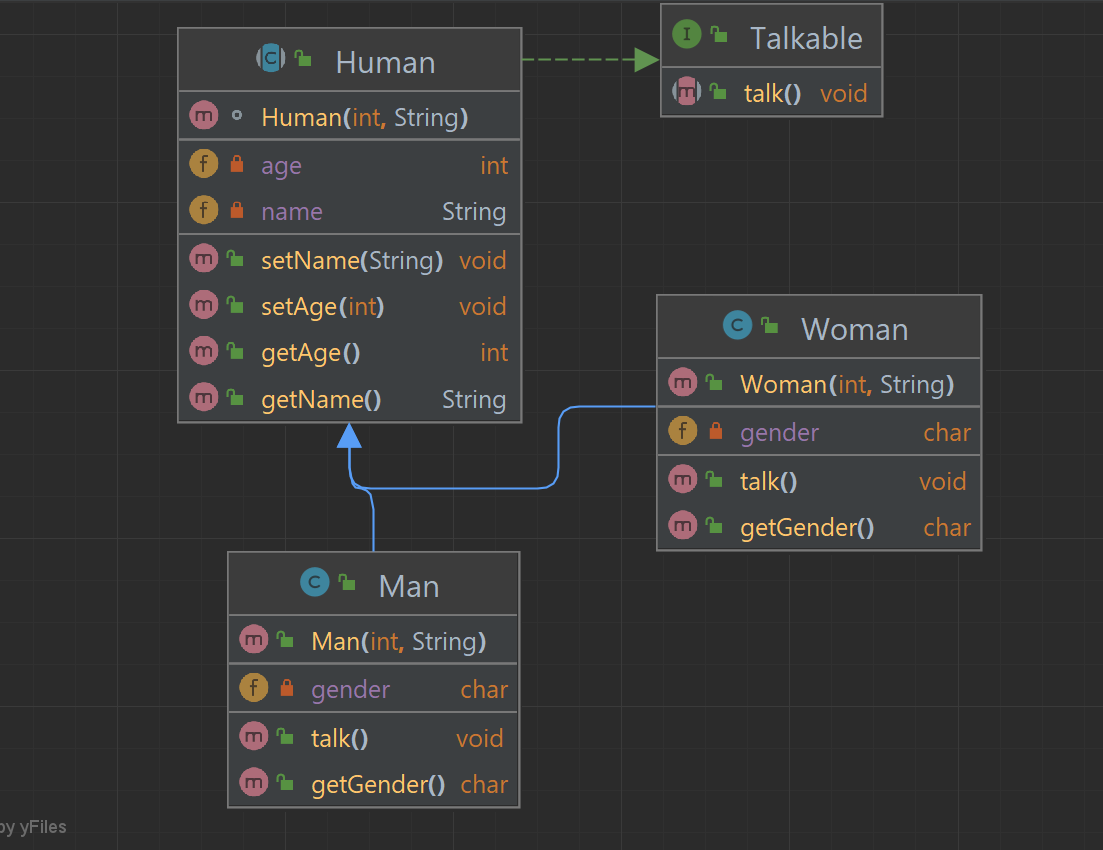 Human
Human(int, String)
age int
name String
setName(String) void
setAge(int) void
getAge() int
getName() String
Talkable
talk() void
Woman
Woman(int, String)
gender char
talk() void
getGender() char
Man
Man(int, String)
gender char
talk() void
getGender() char
by yFiles